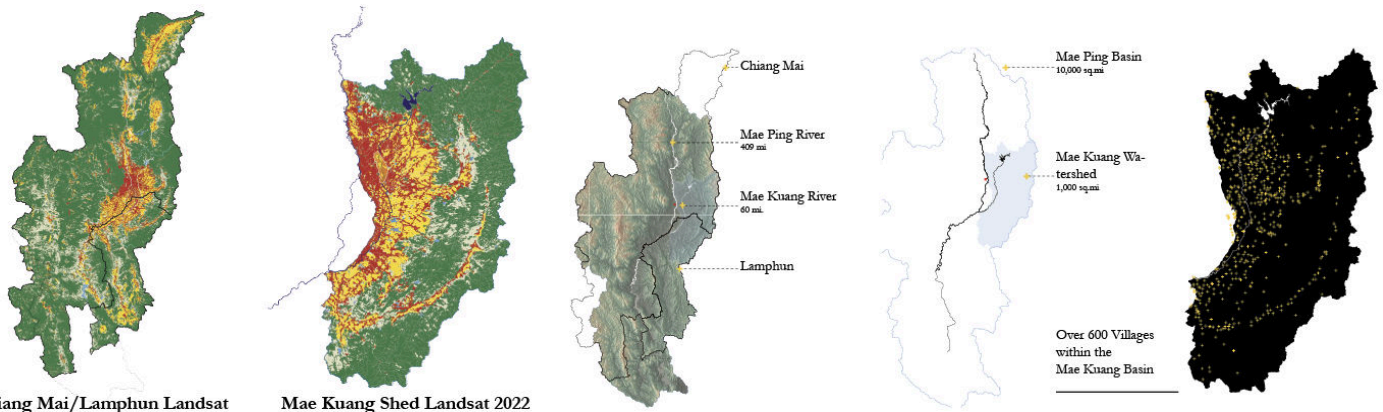 Chiang Mai
Mae Ping River
409 mi
Mae Kuang River
60 mi.
Lamphun
Mae Ping Basin
10,000 sq.mi
Mae Kuang Wa-
tershed
1,000 sq.mi
Over 600 Villages
within the
Mae Kuang Basin
iang Mai/Lamphun Landsat
Mae Kuang Shed Landsat 2022